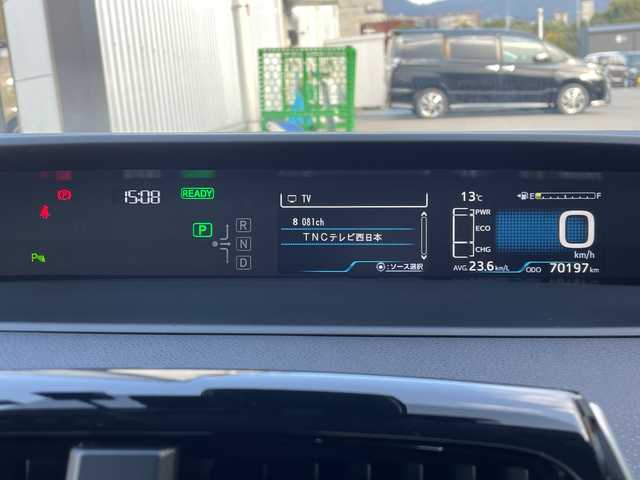 15:08
READY
P
R
N
D
P
TV
8 081ch
TNCテレビ西日本
:ソース選択
13℃
E F
PWR
ECO
CHG
0
km/h
AVG 23.6 km/L
ODO 70197 km